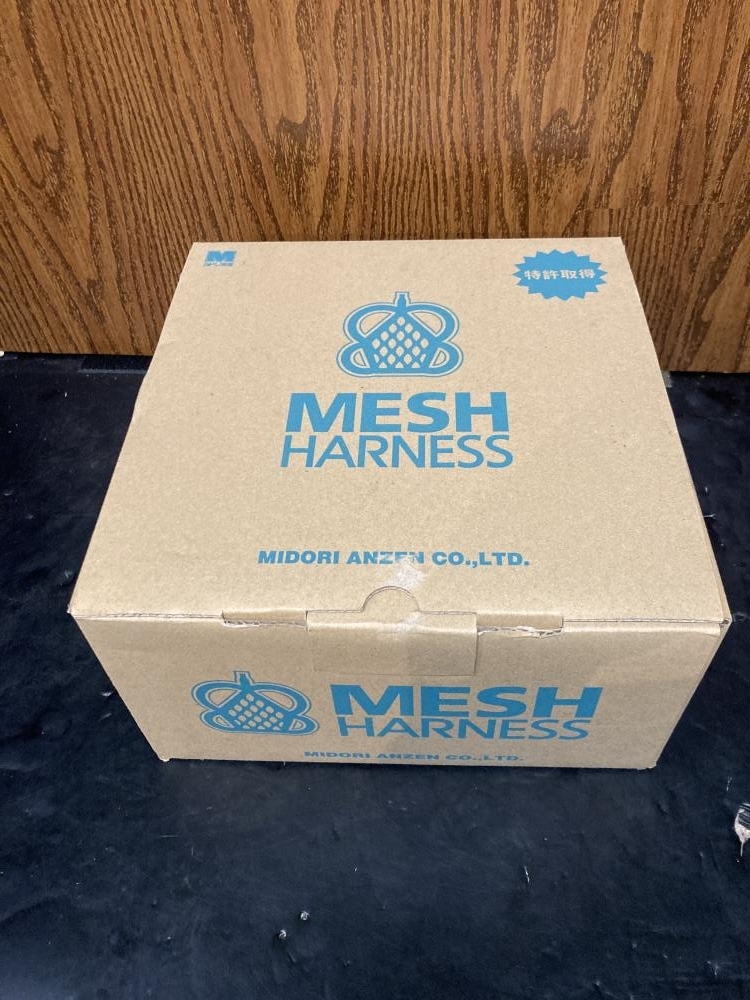 M
特許取得
MESH
HARNESS
MIDORI ANZEN CO.,LTD.
MESH
HARNESS
MIDORI ANZEN CO.,LTD.